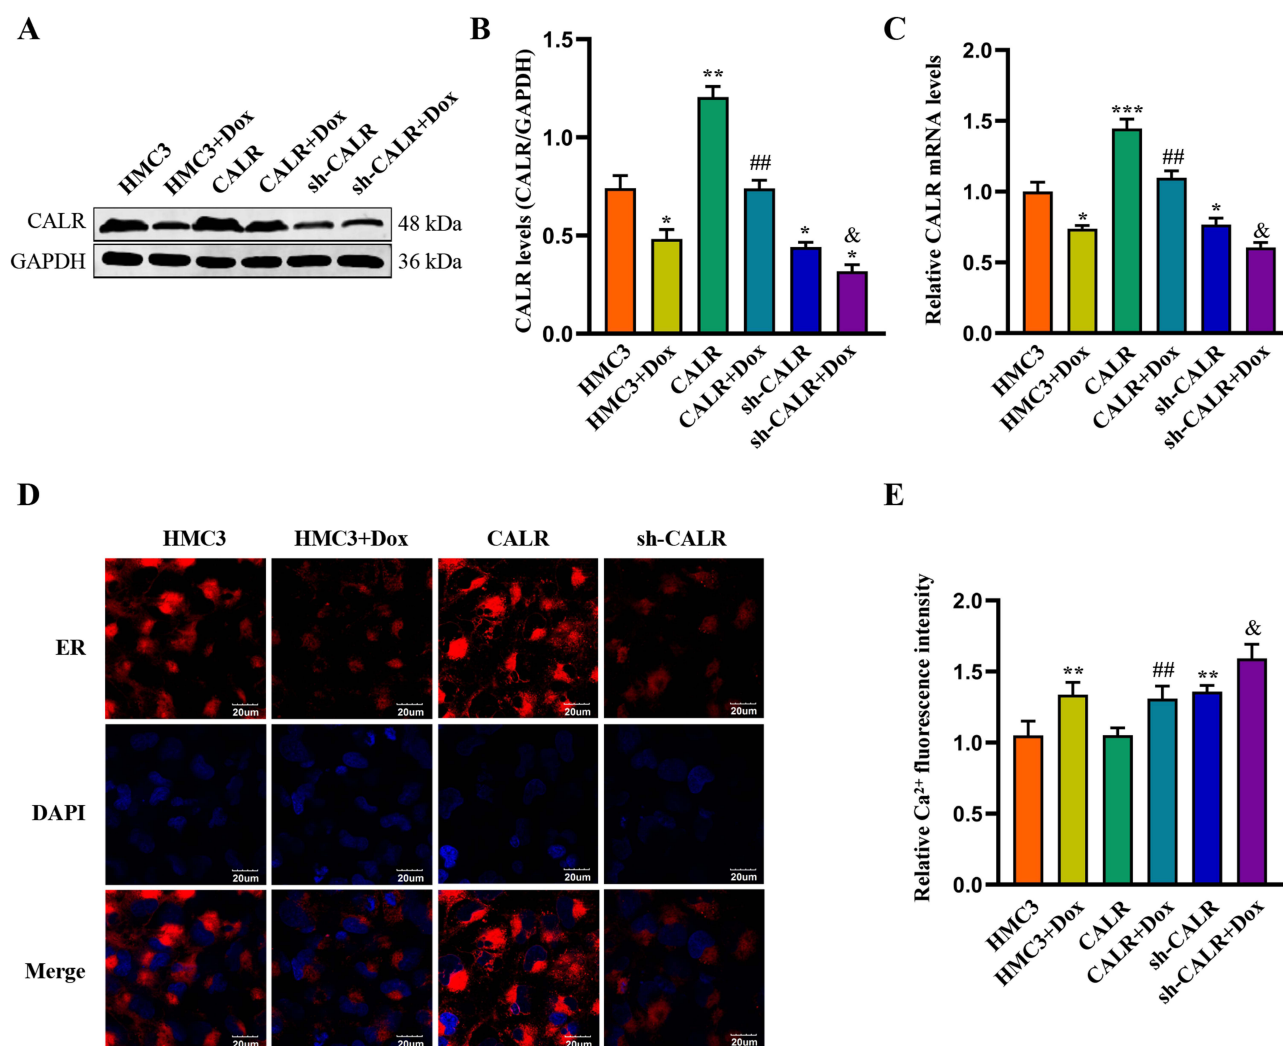 A
HMC3
HMC3+Dox
CALR
CALR+Dox
sh-CALR
sh-CALR+Dox
CALR
48 kDa
GAPDH
36 kDa
B
CALR levels (CALR/GAPDH)
1.5
1.0
0.5
0.0
*
**
##
*
&
*
HMC3
HMC3+Dox
CALR
CALR+Dox
sh-CALR
sh-CALR+Dox
C
Relative CALR mRNA levels
2.0
1.5
1.0
0.5
0.0
*
***
##
*
&
HMC3
HMC3+Dox
CALR
CALR+Dox
sh-CALR
sh-CALR+Dox
D
HMC3 HMC3+Dox CALR sh-CALR
ER
20um 20um 20um 20um
DAPI
20um 20um 20um 20um
Merge
20um 20um 20um 20um
E
Relative Ca²⁺ fluorescence intensity
2.0
1.5
1.0
0.5
0.0
**
##
**
&
HMC3
HMC3+Dox
CALR
CALR+Dox
sh-CALR
sh-CALR+Dox